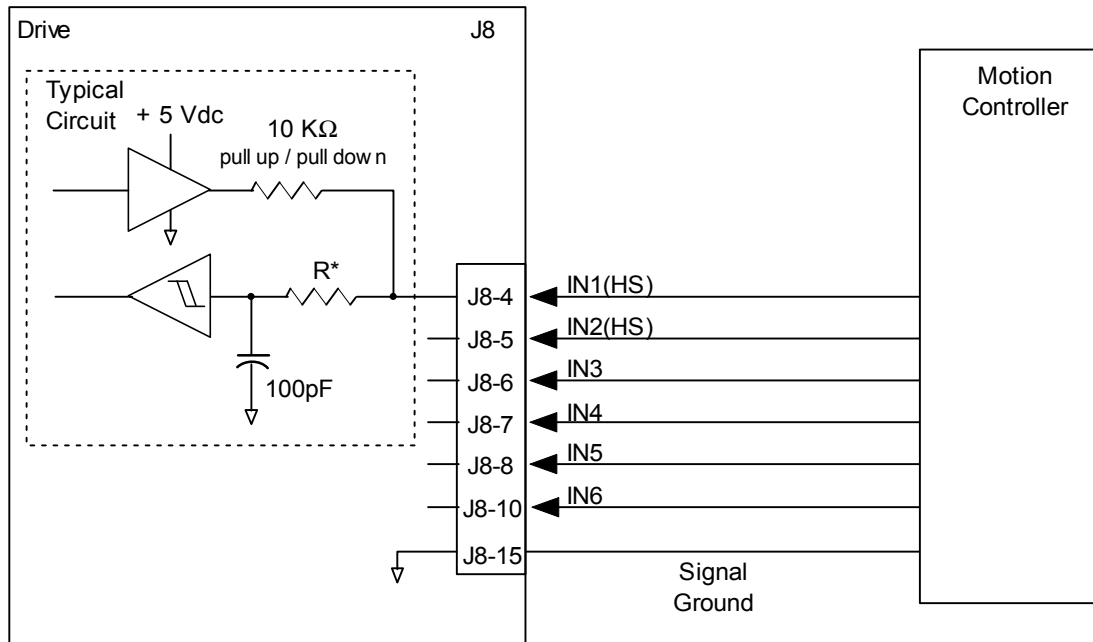 Drive
J8
Typical
Circuit
+ 5 Vdc
10 KΩ
pull up / pull down
R*
100pF
J8-4
J8-5
J8-6
J8-7
J8-8
J8-10
J8-15
IN1(HS)
IN2(HS)
IN3
IN4
IN5
IN6
Signal
Ground
Motion
Controller